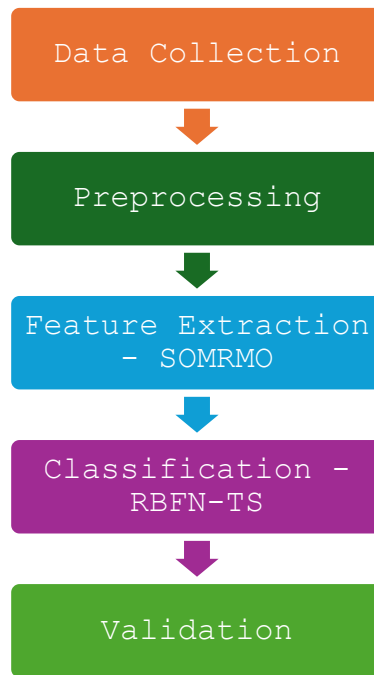 Data Collection
Preprocessing
Feature Extraction
- SOMRMO
Classification -
RBFN-TS
Validation